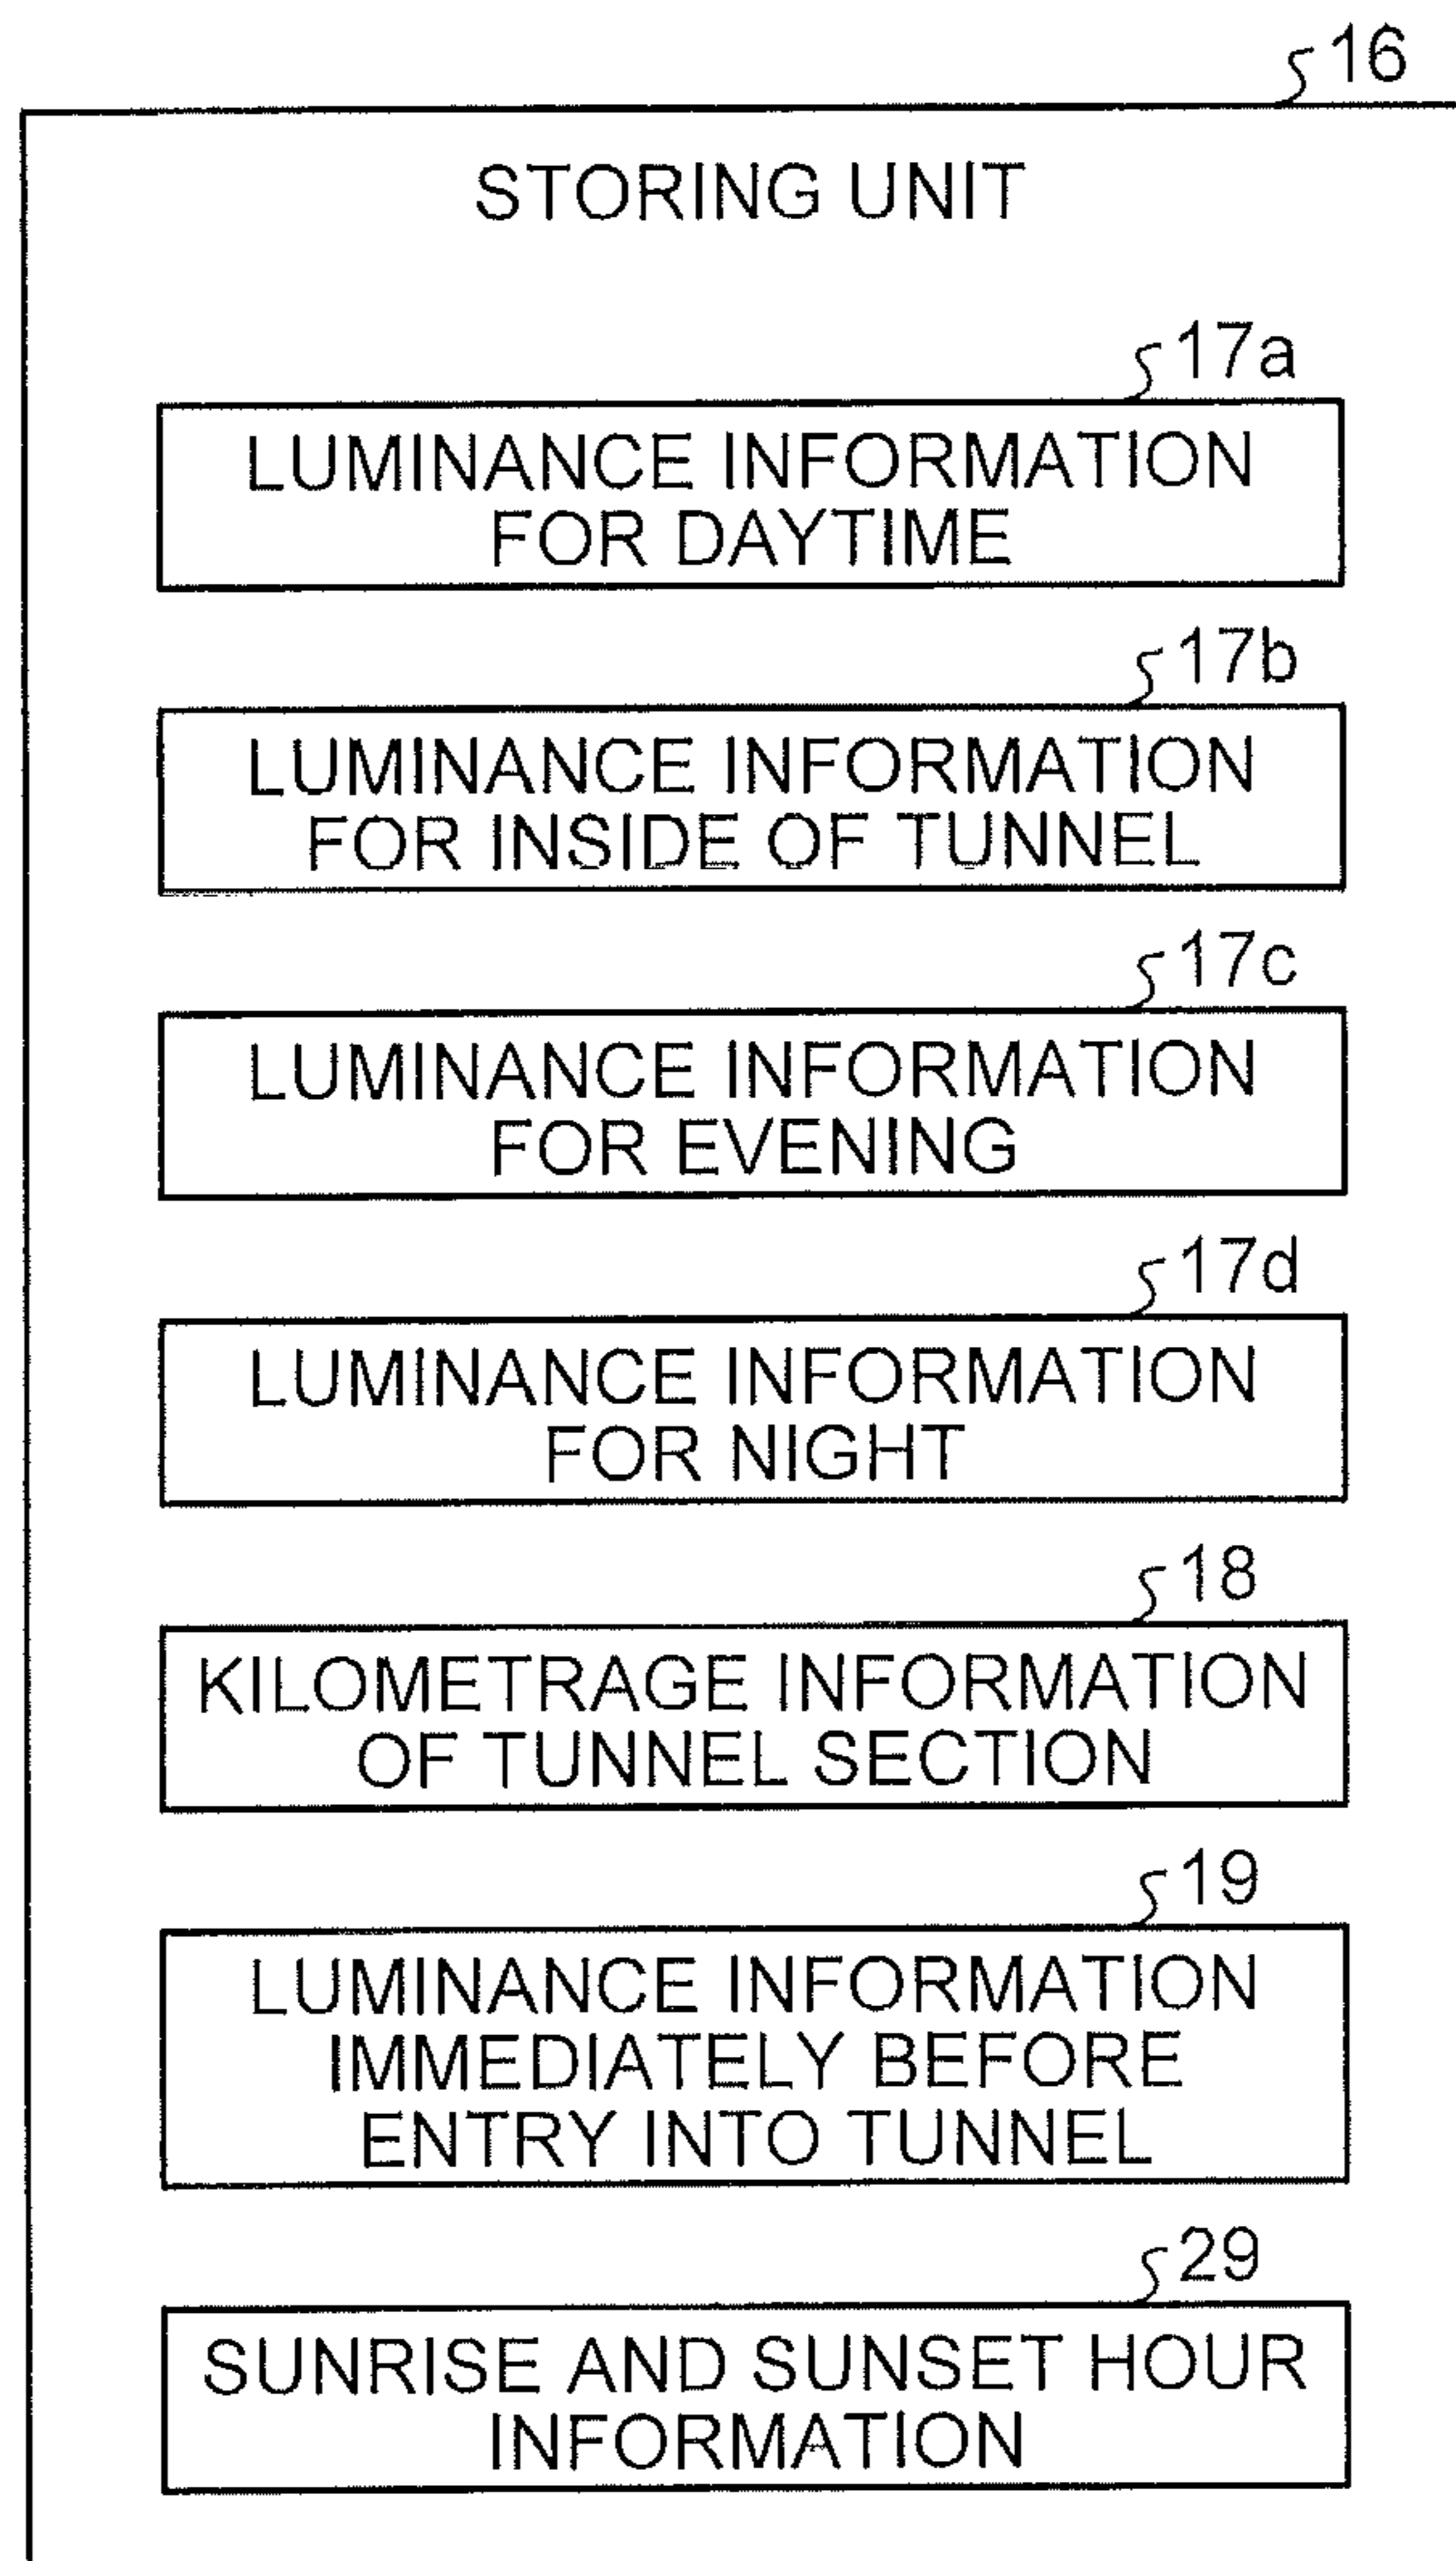 16
STORING UNIT
17a
LUMINANCE INFORMATION
FOR DAYTIME
17b
LUMINANCE INFORMATION
FOR INSIDE OF TUNNEL
17c
LUMINANCE INFORMATION
FOR EVENING
17d
LUMINANCE INFORMATION
FOR NIGHT
18
KILOMETRAGE INFORMATION
OF TUNNEL SECTION
19
LUMINANCE INFORMATION
IMMEDIATELY BEFORE
ENTRY INTO TUNNEL
29
SUNRISE AND SUNSET HOUR
INFORMATION